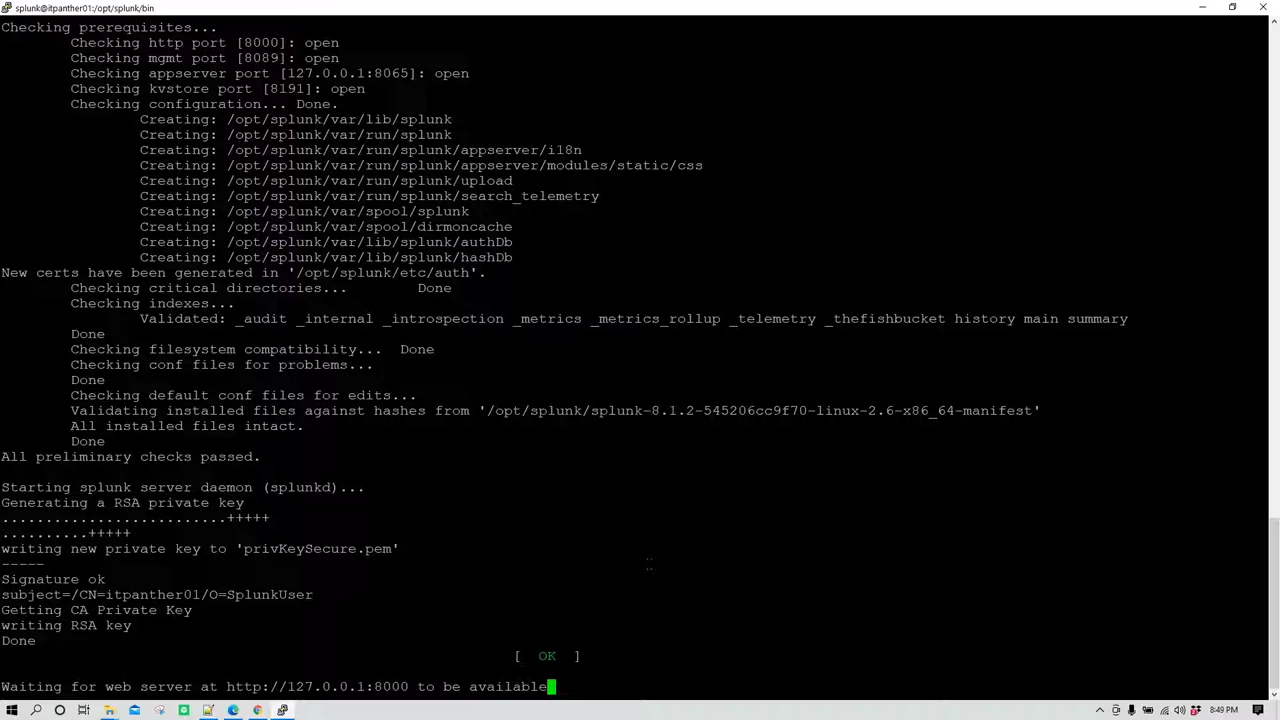 splunk@itpanther01:/opt/splunk/bin
Checking prerequisites...
Checking http port [8000]: open
Checking mgmt port [8089]: open
Checking appserver port [127.0.0.1:8065]: open
Checking kvstore port [8191]: open
Checking configuration... Done.
Creating: /opt/splunk/var/lib/splunk
Creating: /opt/splunk/var/run/splunk
Creating: /opt/splunk/var/run/splunk/appserver/i18n
Creating: /opt/splunk/var/run/splunk/appserver/modules/static/css
Creating: /opt/splunk/var/run/splunk/upload
Creating: /opt/splunk/var/run/splunk/search_telemetry
Creating: /opt/splunk/var/spool/splunk
Creating: /opt/splunk/var/spool/dirmoncache
Creating: /opt/splunk/var/lib/splunk/authDb
Creating: /opt/splunk/var/lib/splunk/hashDb
New certs have been generated in '/opt/splunk/etc/auth'.
Checking critical directories... Done
Checking indexes...
Validated: _audit _internal _introspection _metrics _metrics_rollup _telemetry _thefishbucket history main summary
Done
Checking filesystem compatibility... Done
Checking conf files for problems...
Done
Checking default conf files for edits...
Validating installed files against hashes from '/opt/splunk/splunk-8.1.2-545206cc9f70-linux-2.6-x86_64-manifest'
All installed files intact.
Done
All preliminary checks passed.
Starting splunk server daemon (splunkd)...
Generating a RSA private key
..........................+++++
..........+++++
writing new private key to 'privKeySecure.pem'
-----
Signature ok
subject=/CN=itpanther01/O=SplunkUser
Getting CA Private Key
writing RSA key
Done
[ OK ]
Waiting for web server at http://127.0.0.1:8000 to be available
8:49 PM